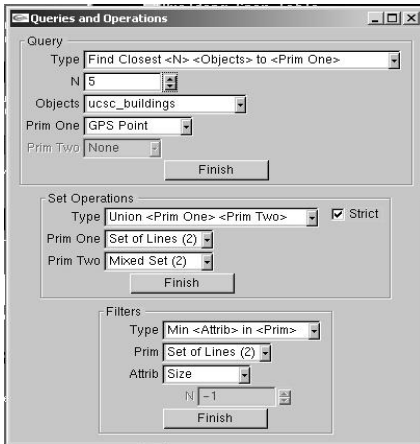 Queries and Operations
Query
Type Find Closest <N> <Objects> to <Prim One>
N 5
Objects ucsc_buildings
Prim One GPS Point
Prim Two None
Finish
Set Operations
Type Union <Prim One> <Prim Two> Strict
Prim One Set of Lines (2)
Prim Two Mixed Set (2)
Finish
Filters
Type Min <Attrib> in <Prim>
Prim Set of Lines (2)
Attrib Size
N -1
Finish